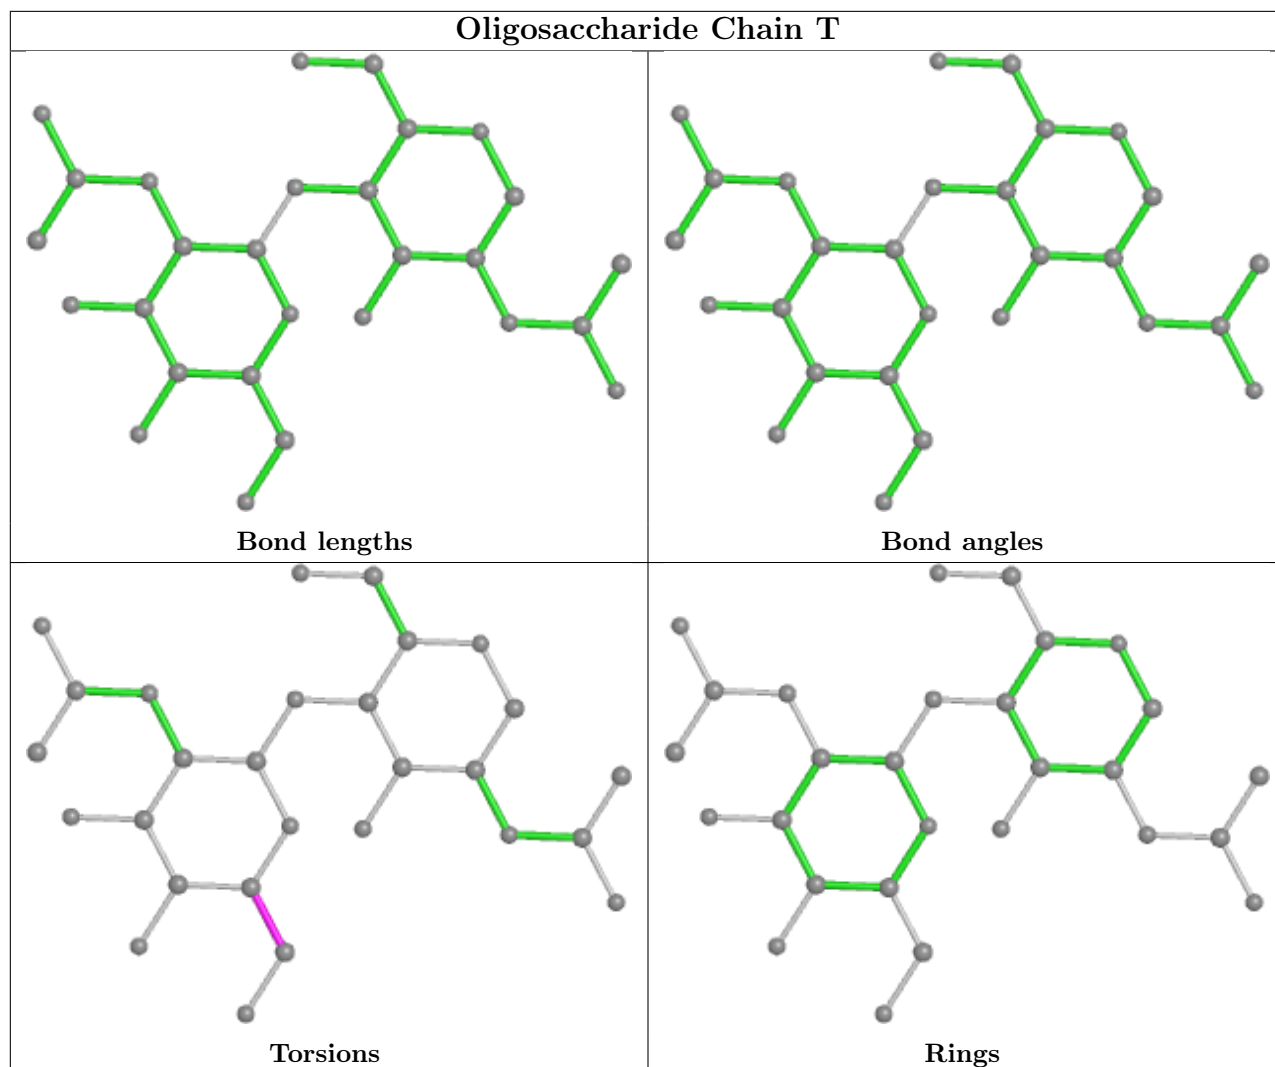 Oligosaccharide Chain T
Bond lengths
Bond angles
Torsions
Rings